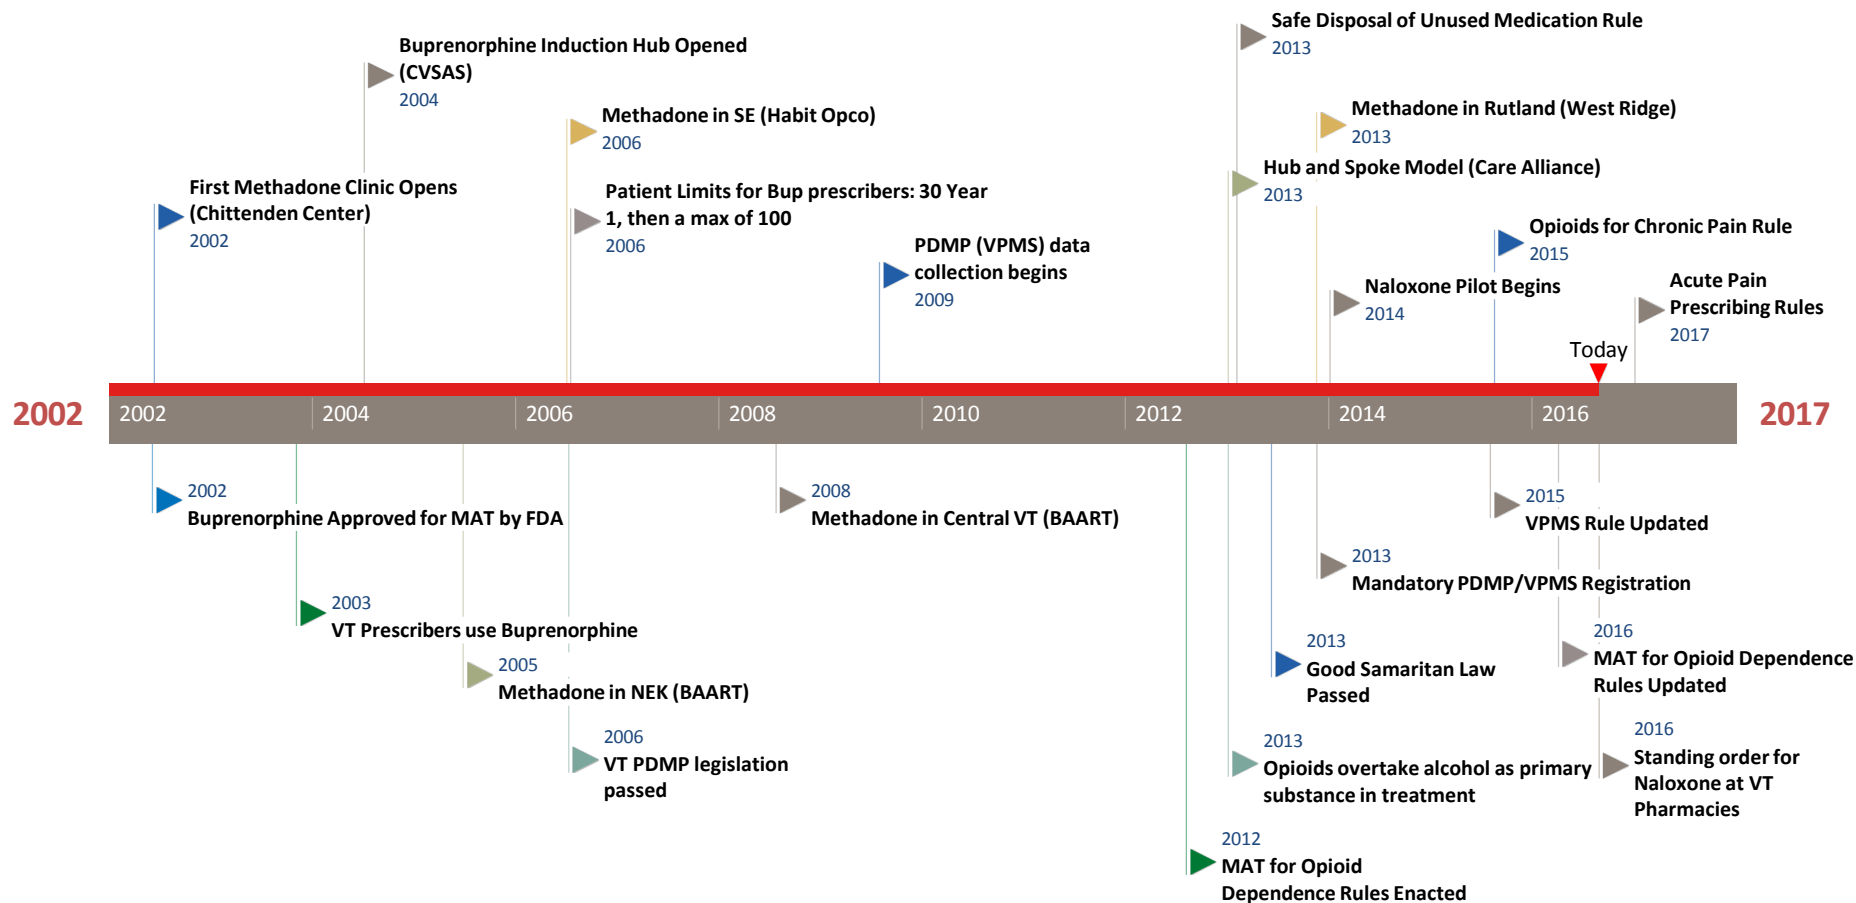 Safe Disposal of Unused Medication Rule
2013
Buprenorphine Induction Hub Opened
(CVSAS)
2004
Methadone in SE (Habit Opco)
2006
Methadone in Rutland (West Ridge)
2013
Hub and Spoke Model (Care Alliance)
2013
First Methadone Clinic Opens
(Chittenden Center)
2002
Patient Limits for Bup prescribers: 30 Year
1, then a max of 100
2006
PDMP (VPMS) data
collection begins
2009
Opioids for Chronic Pain Rule
2015
Naloxone Pilot Begins
2014
Acute Pain
Prescribing Rules
2017
Today
2002
2002
2004
2006
2008
2010
2012
2014
2016
2017
2002
Buprenorphine Approved for MAT by FDA
2008
Methadone in Central VT (BAART)
2015
VPMS Rule Updated
2013
Mandatory PDMP/VPMS Registration
2003
VT Prescribers use Buprenorphine
2005
Methadone in NEK (BAART)
2013
Good Samaritan Law
Passed
2016
MAT for Opioid Dependence
Rules Updated
2006
VT PDMP legislation
passed
2013
Opioids overtake alcohol as primary
substance in treatment
2016
Standing order for
Naloxone at VT
Pharmacies
2012
MAT for Opioid
Dependence Rules Enacted